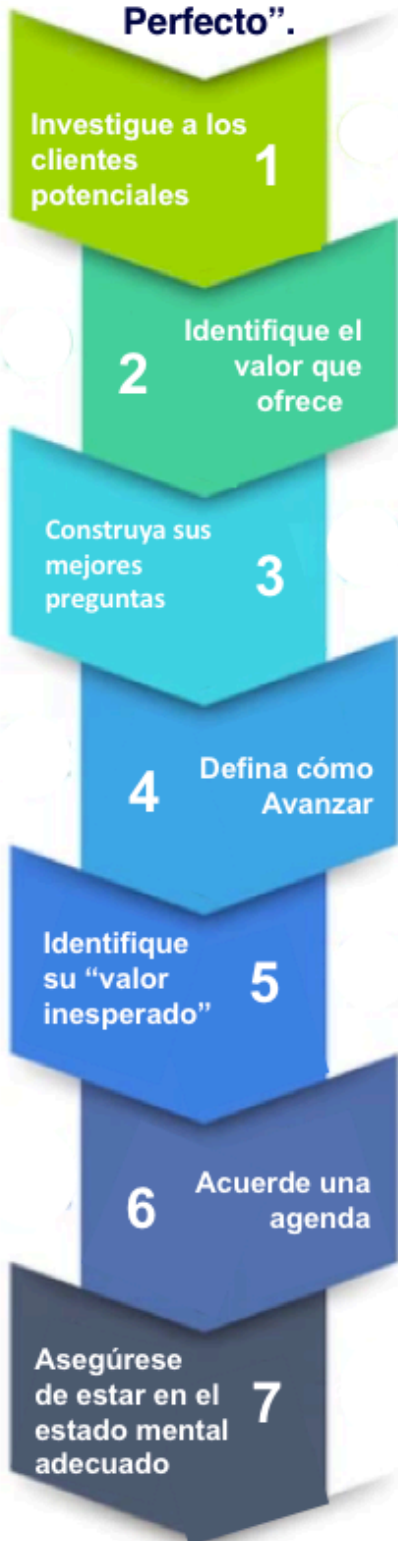 Perfecto”.
Investigue a los
clientes
potenciales
1
2
Identifique el
valor que
ofrece
Construya sus
mejores
preguntas
3
4
Defina cómo
Avanzar
Identifique
su “valor
inesperado”
5
6
Acuerde una
agenda
Asegúrese
de estar en el
estado mental
adecuado
7